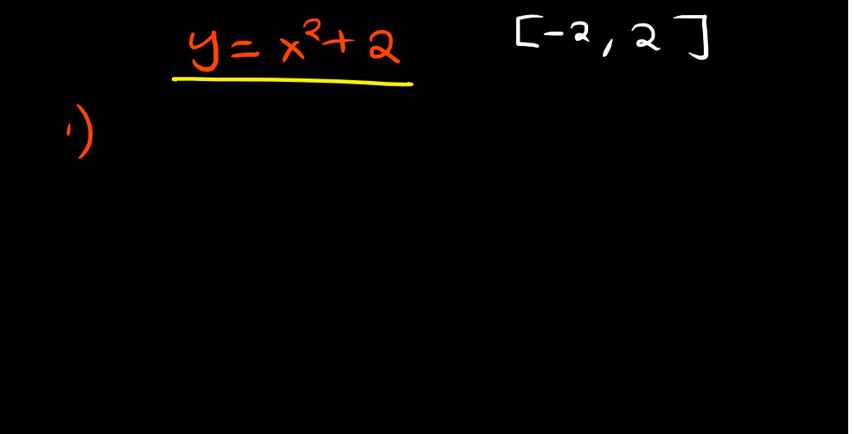 y = x² + 2 [-2, 2]
1)